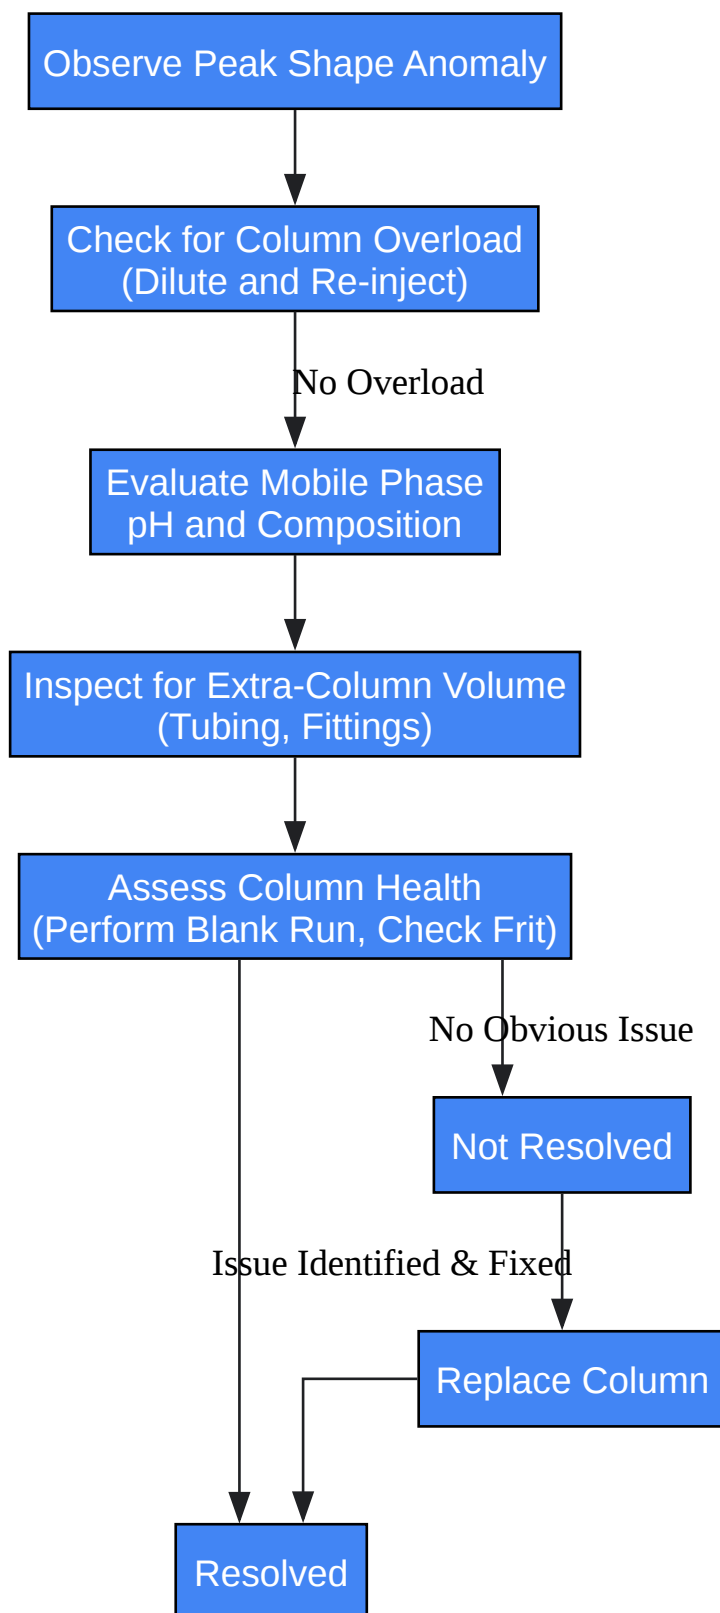 Observe Peak Shape Anomaly
Check for Column Overload
(Dilute and Re-inject)
No Overload
Evaluate Mobile Phase
pH and Composition
Inspect for Extra-Column Volume
(Tubing, Fittings)
Assess Column Health
(Perform Blank Run, Check Frit)
No Obvious Issue
Not Resolved
Issue Identified & Fixed
Replace Column
Resolved